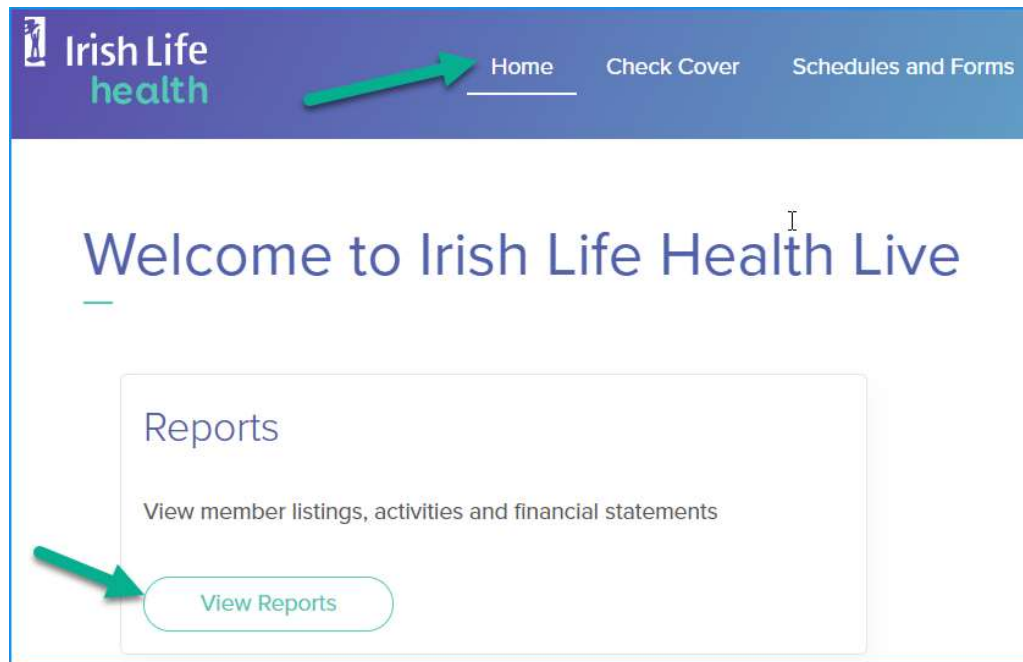 Irish Life
health
Home Check Cover Schedules and Forms
Welcome to Irish Life Health Live
Reports
View member listings, activities and financial statements
View Reports